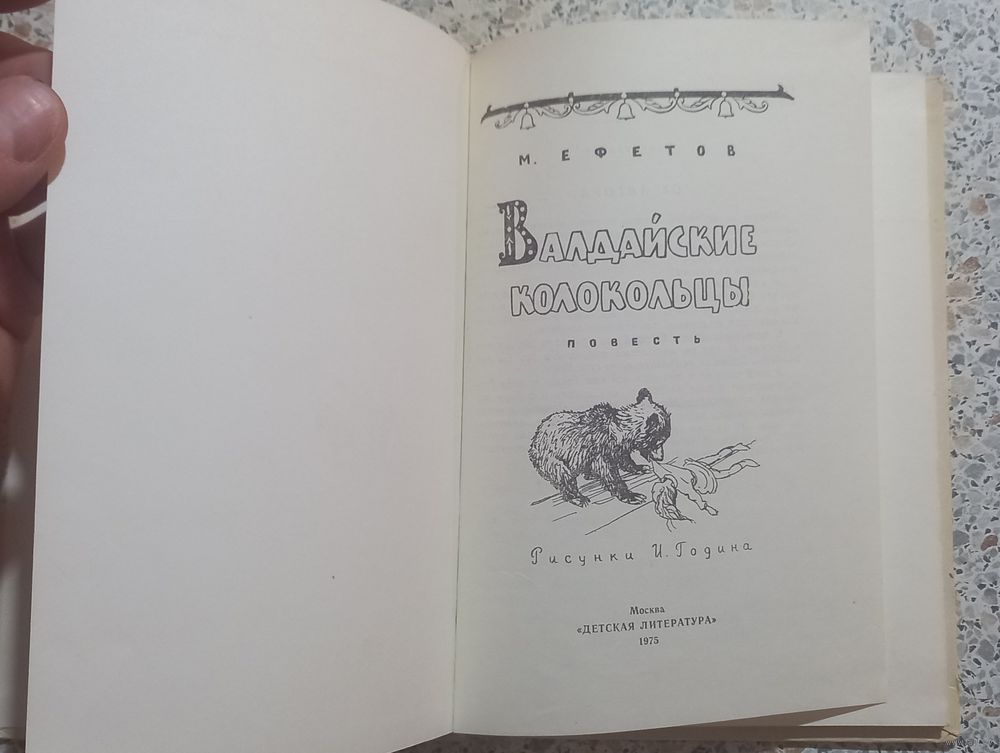 М. ЕФЕТОВ
ВАЛДАЙСКИЕ
КОЛОКОЛЬЦЫ
ПОВЕСТЬ
Рисунки И. Година
Москва
«ДЕТСКАЯ ЛИТЕРАТУРА»
1975